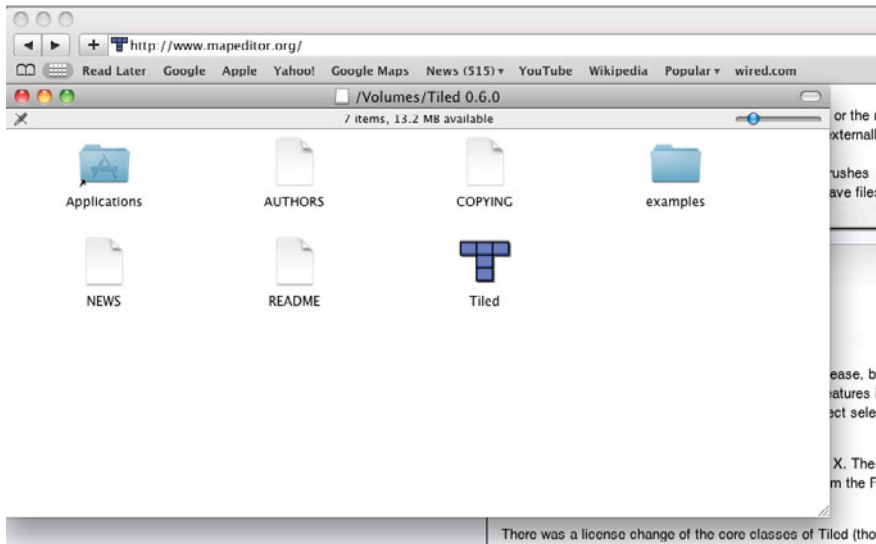 http://www.mapeditor.org/
Read Later Google Apple Yahoo! Google Maps News (515) YouTube Wikipedia Popular wired.com
/Volumes/Tiled 0.6.0
7 items, 13.2 MB available
Applications AUTHORS COPYING examples
NEWS README Tiled
or the
externall
rushes
ave files
ease, b
eatures
ect sele
X. The
m the F
There was a license change of the core classes of Tiled (tho